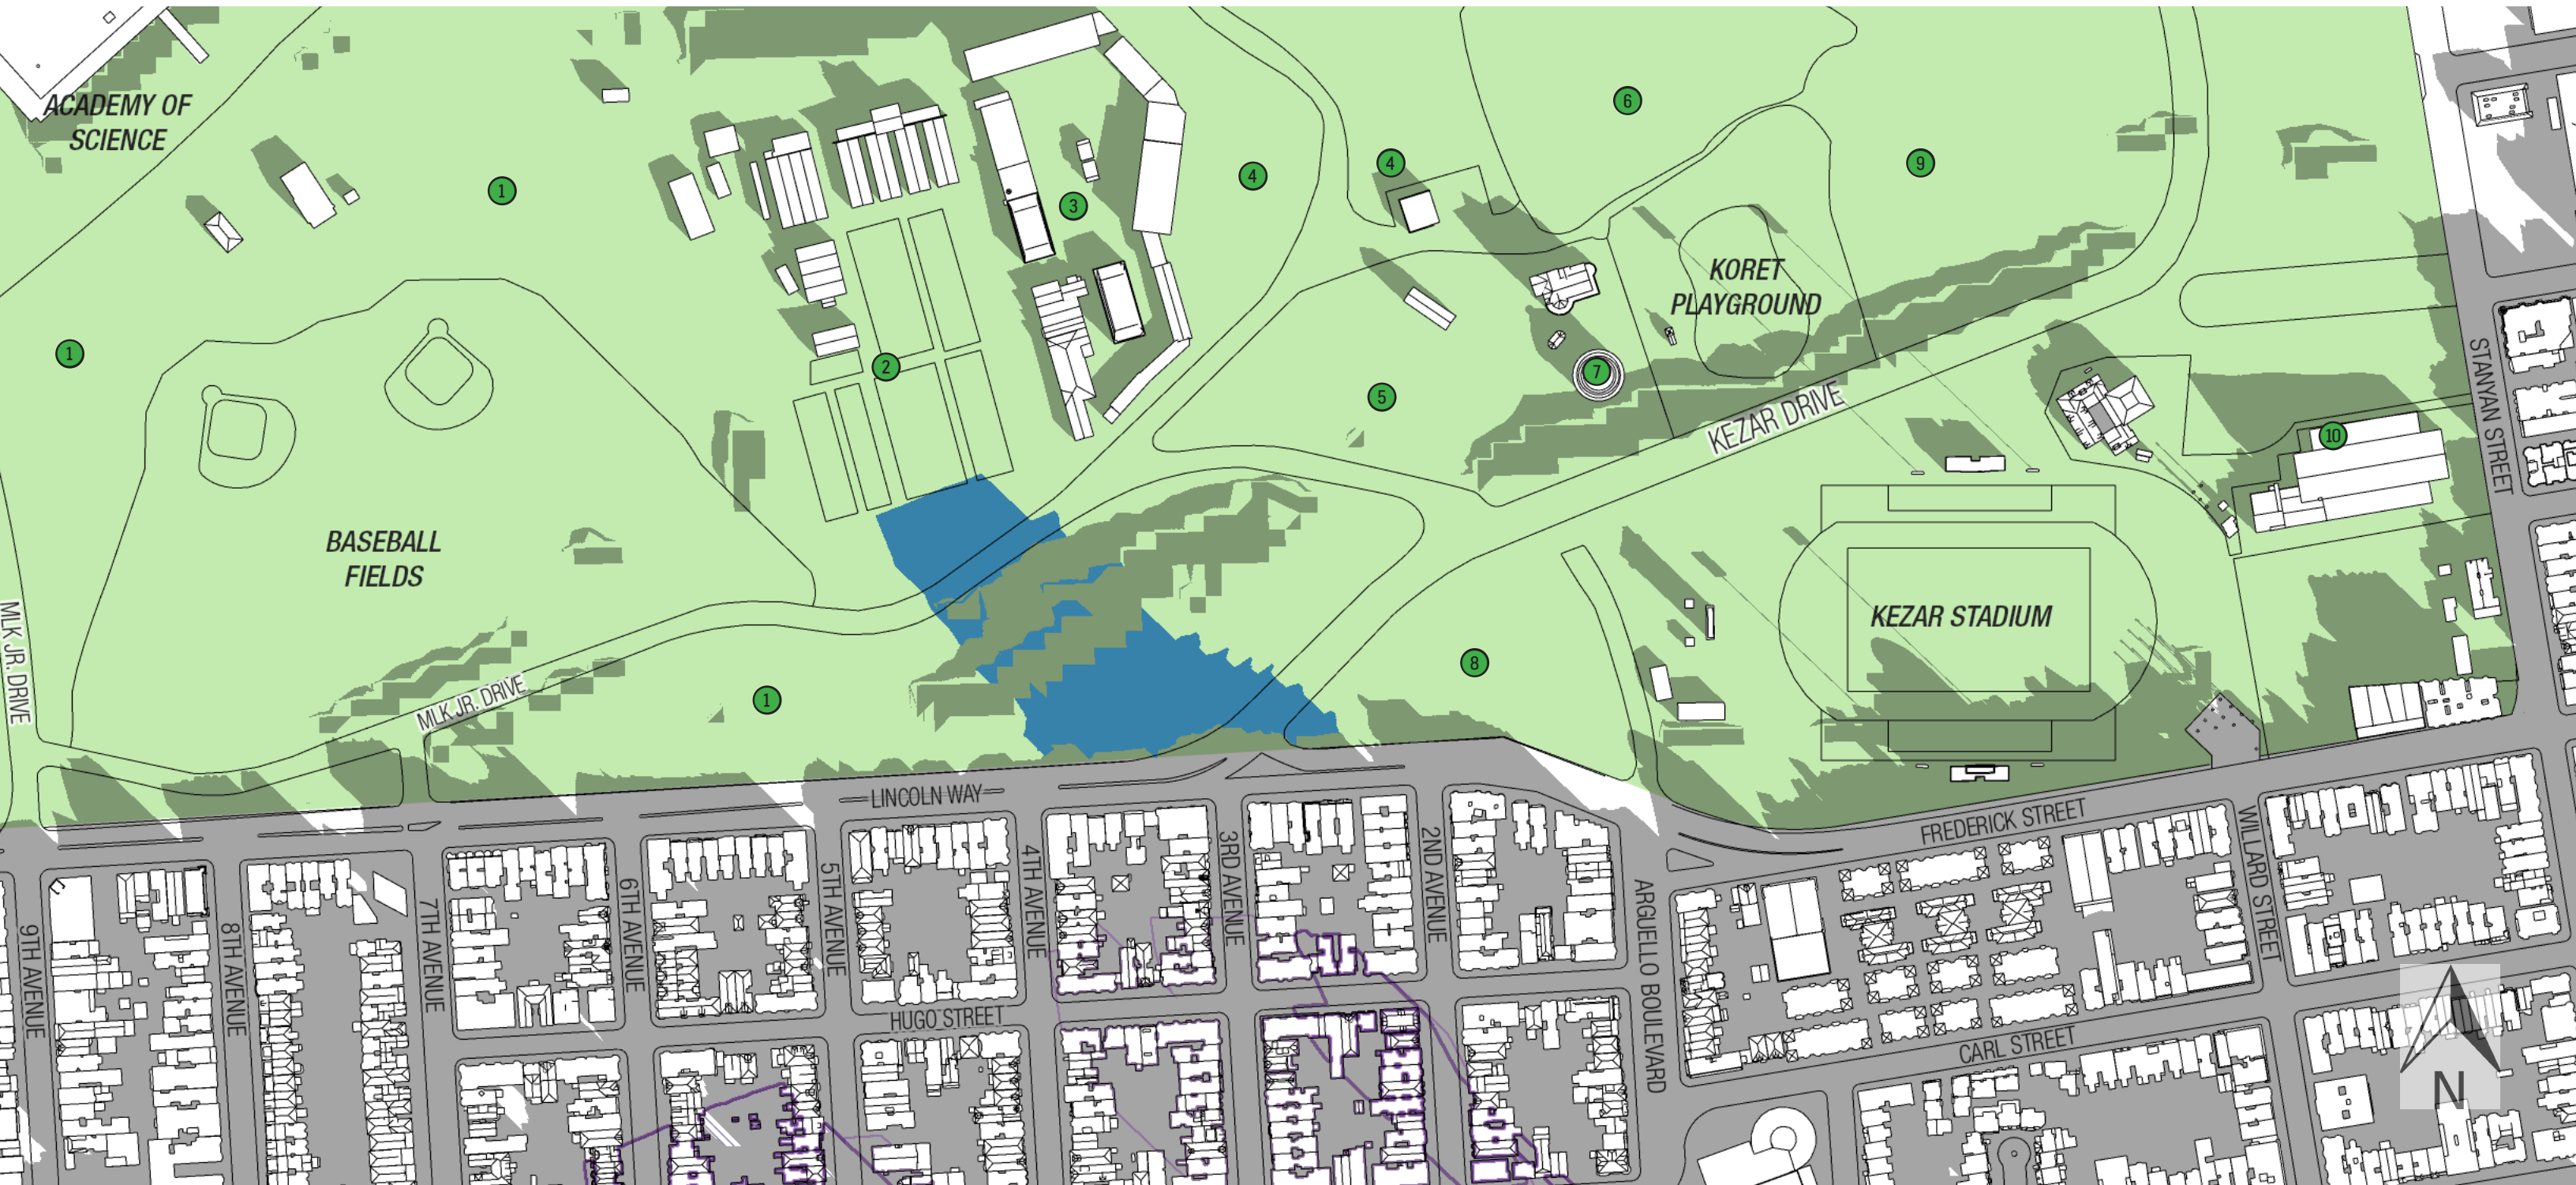 6
ACADEMY OF
SCIENCE
4
9
1
4
3
KORET
PLAYGROUND
1
2
7
5
KEZAR DRIVE
STANYAN STREET
10
BASEBALL
FIELDS
MLK JR. DRIVE
KEZAR STADIUM
8
MLK JR. DRIVE
1
LINCOLN WAY
FREDERICK STREET
9TH AVENUE
8TH AVENUE
7TH AVENUE
6TH AVENUE
5TH AVENUE
4TH AVENUE
3RD AVENUE
2ND AVENUE
ARGUELLO BOULEVARD
WILLARD STREET
HUGO STREET
CARL STREET
N